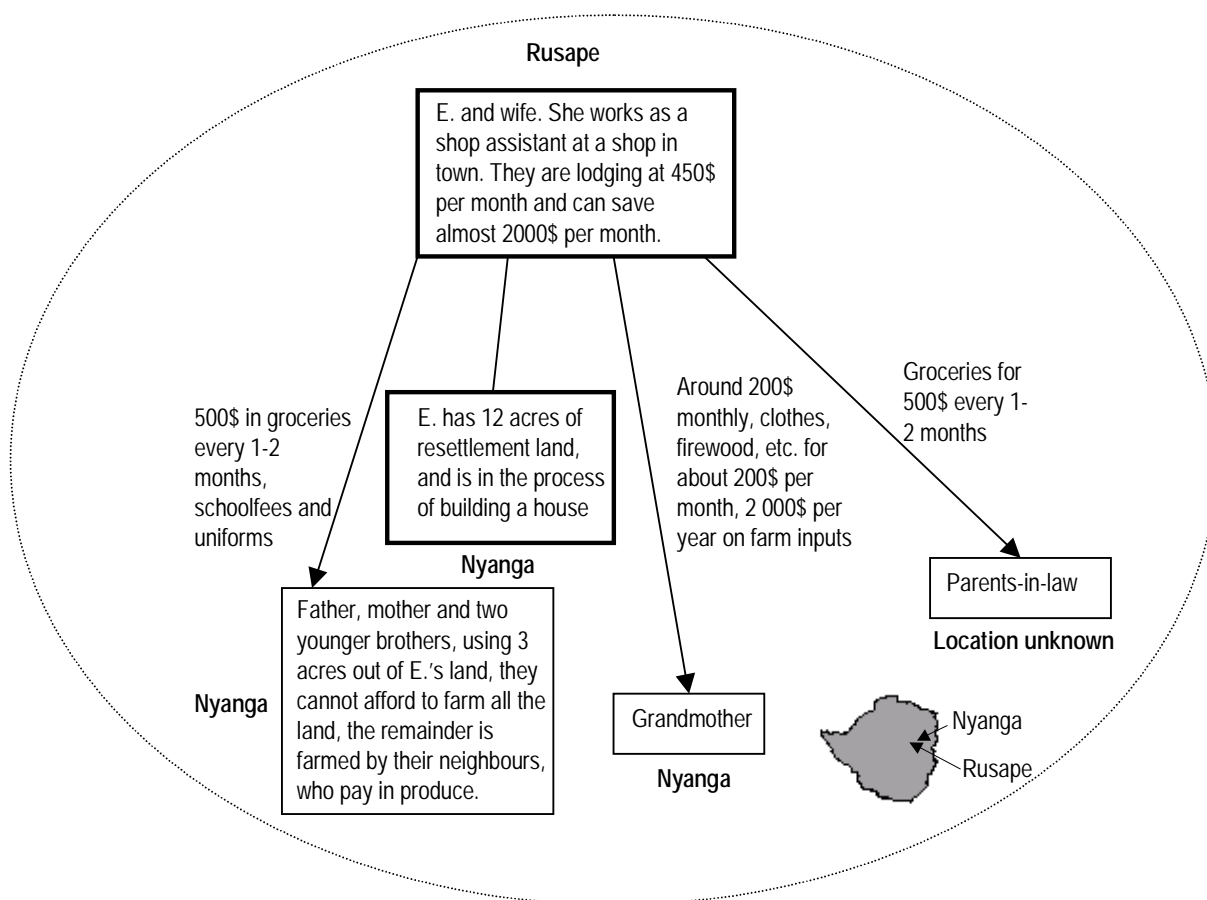 Rusape
E. and wife. She works as a
shop assistant at a shop in
town. They are lodging at 450$
per month and can save
almost 2000$ per month.
500$ in groceries
every 1-2
months,
schoolfees and
uniforms
E. has 12 acres of
resettlement land,
and is in the process
of building a house
Nyanga
Around 200$
monthly, clothes,
firewood, etc. for
about 200$ per
month, 2 000$ per
year on farm inputs
Groceries for
500$ every 1-
2 months
Nyanga
Father, mother and two
younger brothers, using 3
acres out of E.'s land, they
cannot afford to farm all the
land, the remainder is
farmed by their neighbours,
who pay in produce.
Grandmother
Nyanga
Parents-in-law
Location unknown
Nyanga
Rusape